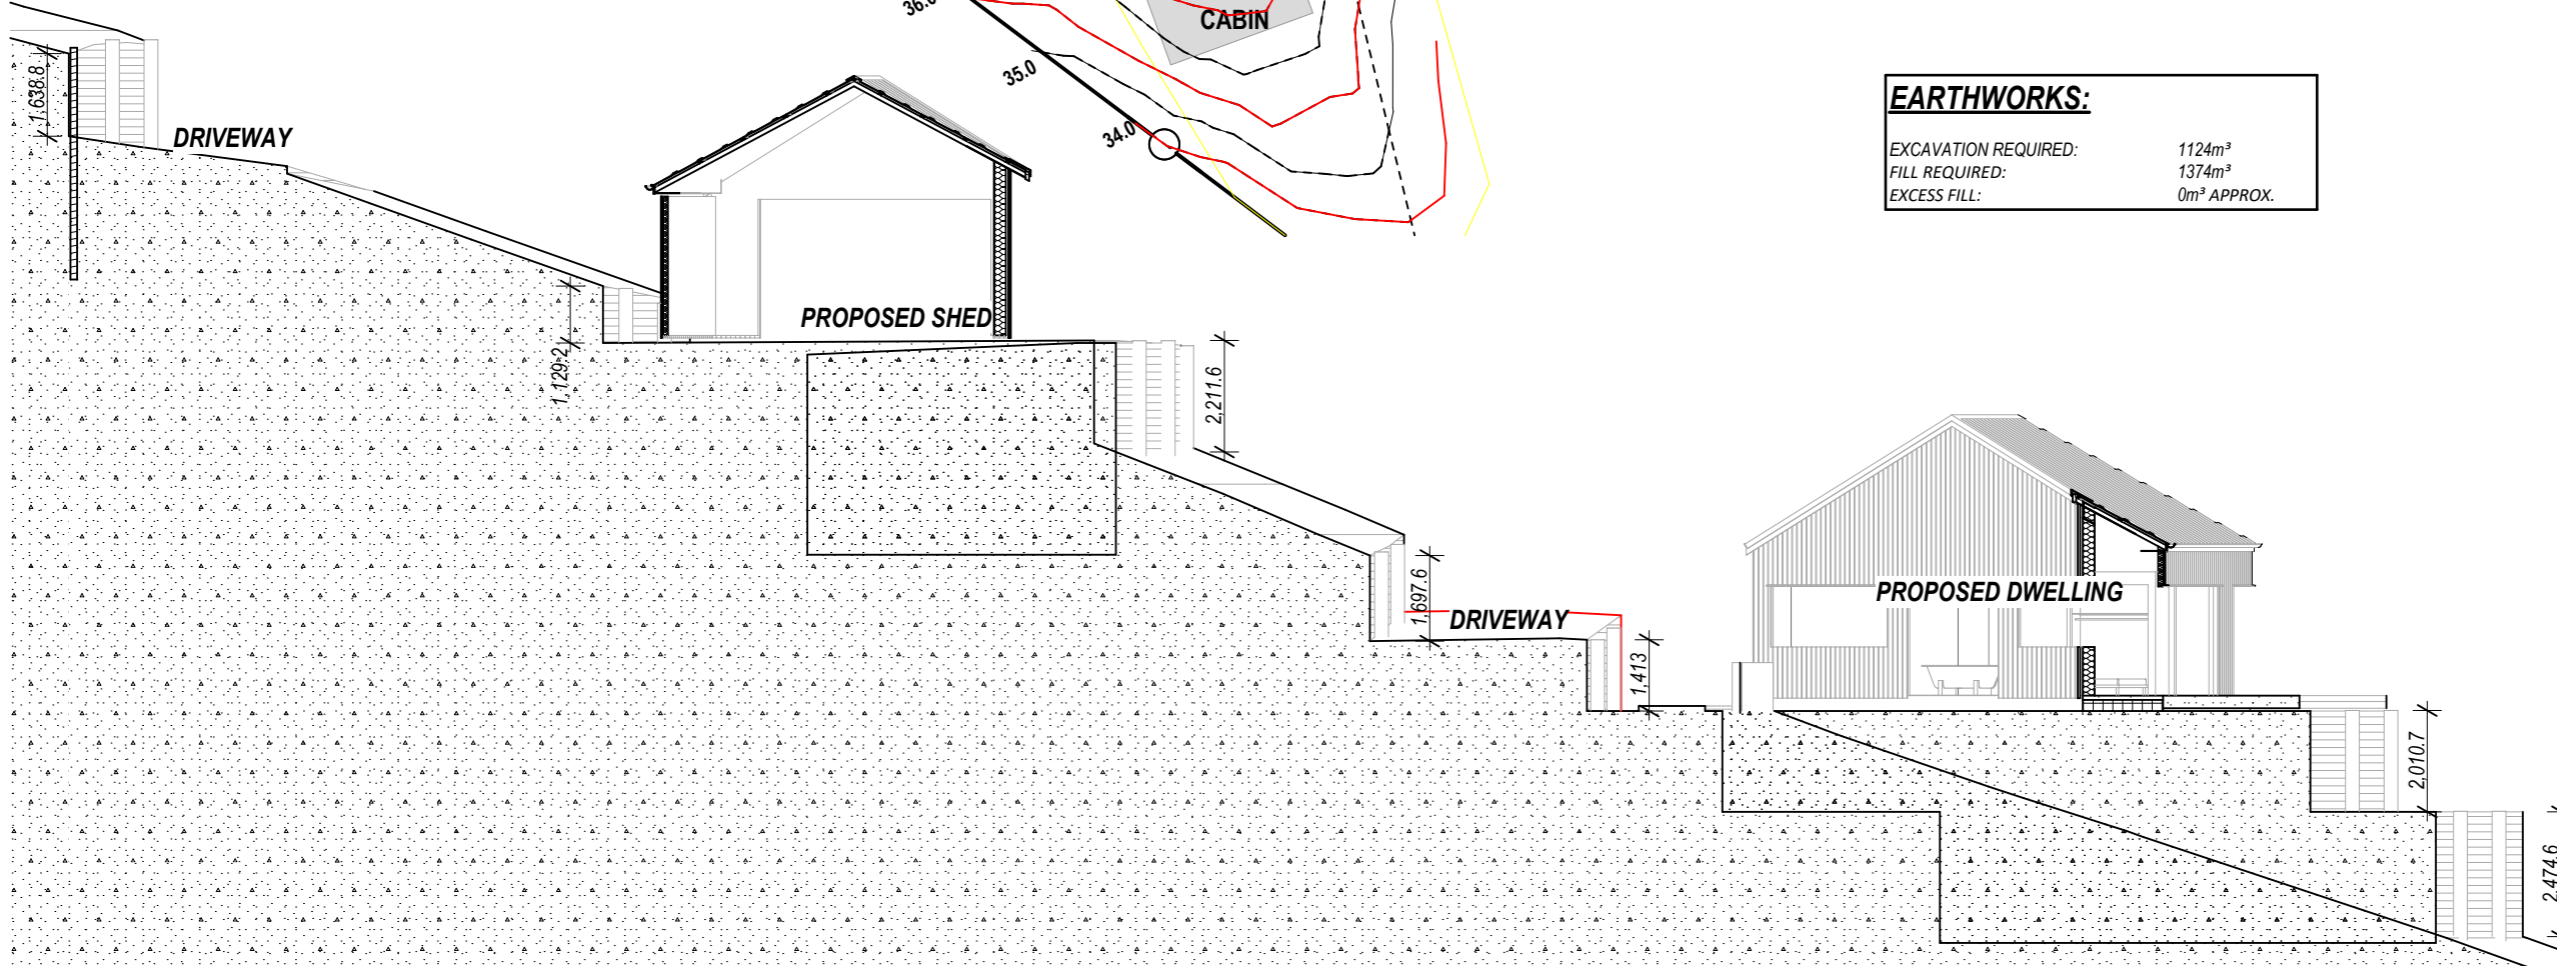 36.0
CABIN
35.0
34.0
EARTHWORKS:
EXCAVATION REQUIRED: 1124m³
FILL REQUIRED: 1374m³
EXCESS FILL: 0m³ APPROX.
1,638.8
DRIVEWAY
PROPOSED SHED
1,129.2
2,211.6
1,697.6
DRIVEWAY
1,413
PROPOSED DWELLING
2,010.7
2,474.6